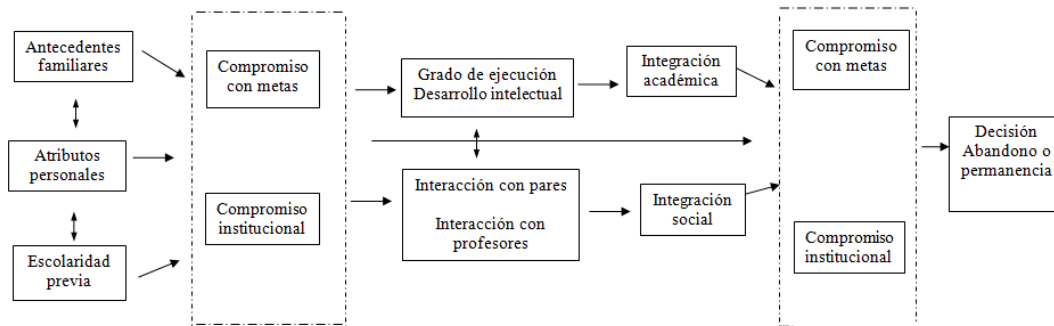 Antecedentes
familiares
Atributos
personales
Escolaridad
previa
Compromiso
con metas
Compromiso
institucional
Grado de ejecución
Desarrollo intelectual
Interacción con pares
Interacción con
profesores
Integración
académica
Integración
social
Compromiso
con metas
Compromiso
institucional
Decisión
Abandono o
permanencia